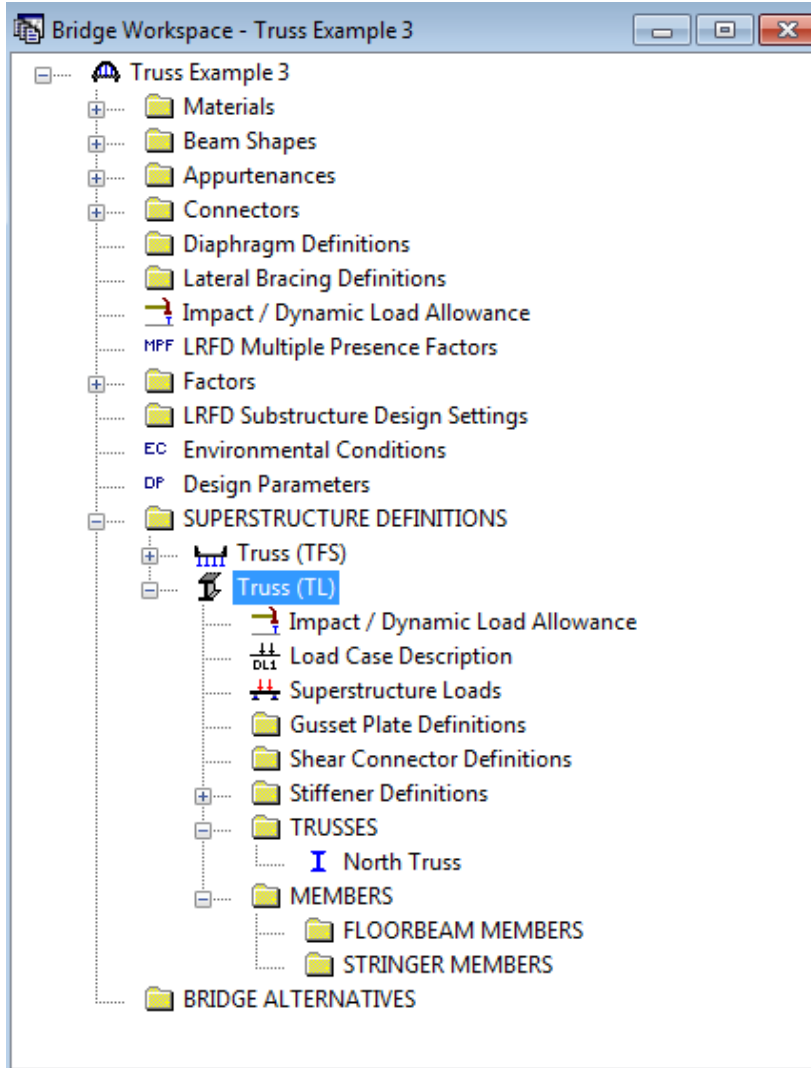 Bridge Workspace - Truss Example 3
Truss Example 3
Materials
Beam Shapes
Appurtenances
Connectors
Diaphragm Definitions
Lateral Bracing Definitions
Impact / Dynamic Load Allowance
MPF LRFD Multiple Presence Factors
Factors
LRFD Substructure Design Settings
EC Environmental Conditions
DP Design Parameters
SUPERSTRUCTURE DEFINITIONS
Truss (TFS)
Truss (TL)
Impact / Dynamic Load Allowance
DL1 Load Case Description
Superstructure Loads
Gusset Plate Definitions
Shear Connector Definitions
Stiffener Definitions
TRUSSES
North Truss
MEMBERS
FLOORBEAM MEMBERS
STRINGER MEMBERS
BRIDGE ALTERNATIVES